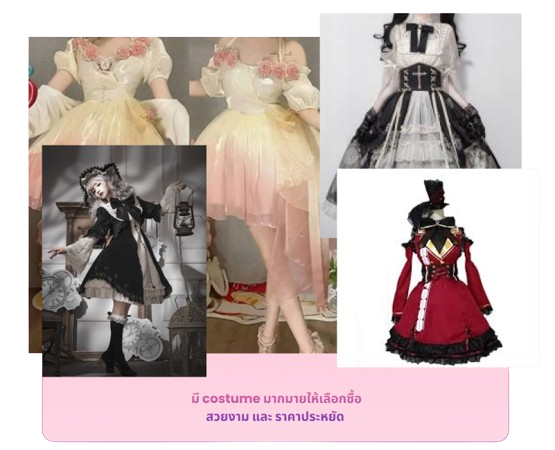 มี costume มากมายให้เลือกซื้อ
สวยงาม และ ราคาประหยัด